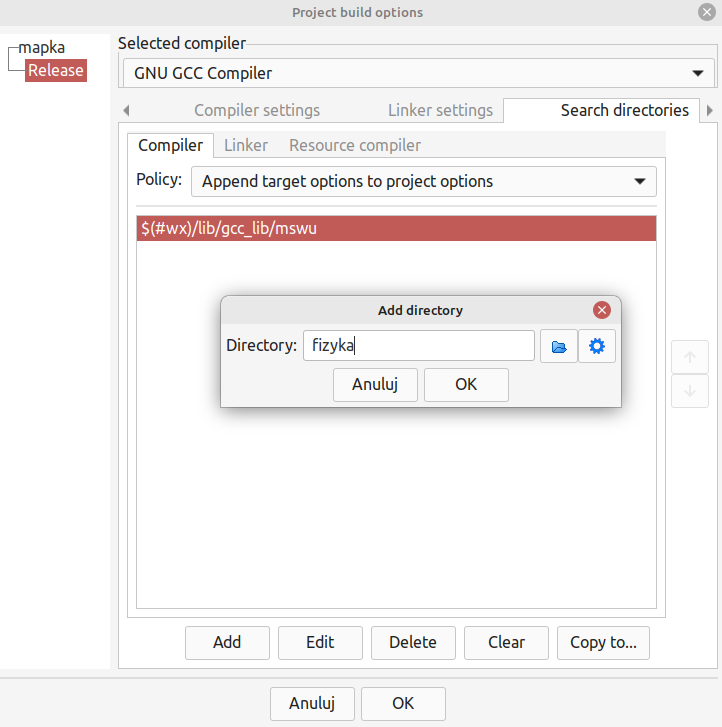 Project build options
mapka
Release
Selected compiler
GNU GCC Compiler
Compiler settings Linker settings Search directories
Compiler Linker Resource compiler
Policy: Append target options to project options
$(#wx)/lib/gcc_lib/mswu
Add directory
Directory: fizyka
Anuluj OK
Add Edit Delete Clear Copy to...
Anuluj OK